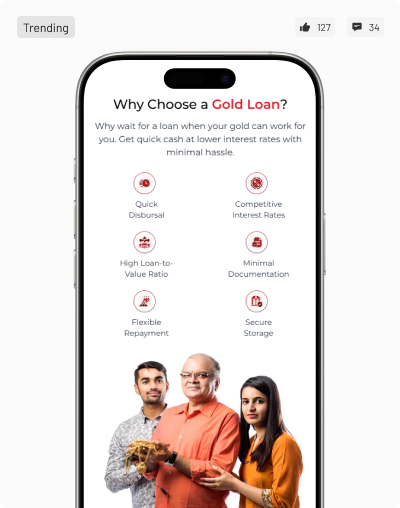 Trending
127
34
Why Choose a Gold Loan?
Why wait for a loan when your gold can work for
you. Get quick cash at lower interest rates with
minimal hassle.
Quick
Disbursal
Competitive
Interest Rates
High Loan-to-
Value Ratio
Minimal
Documentation
Flexible
Repayment
Secure
Storage